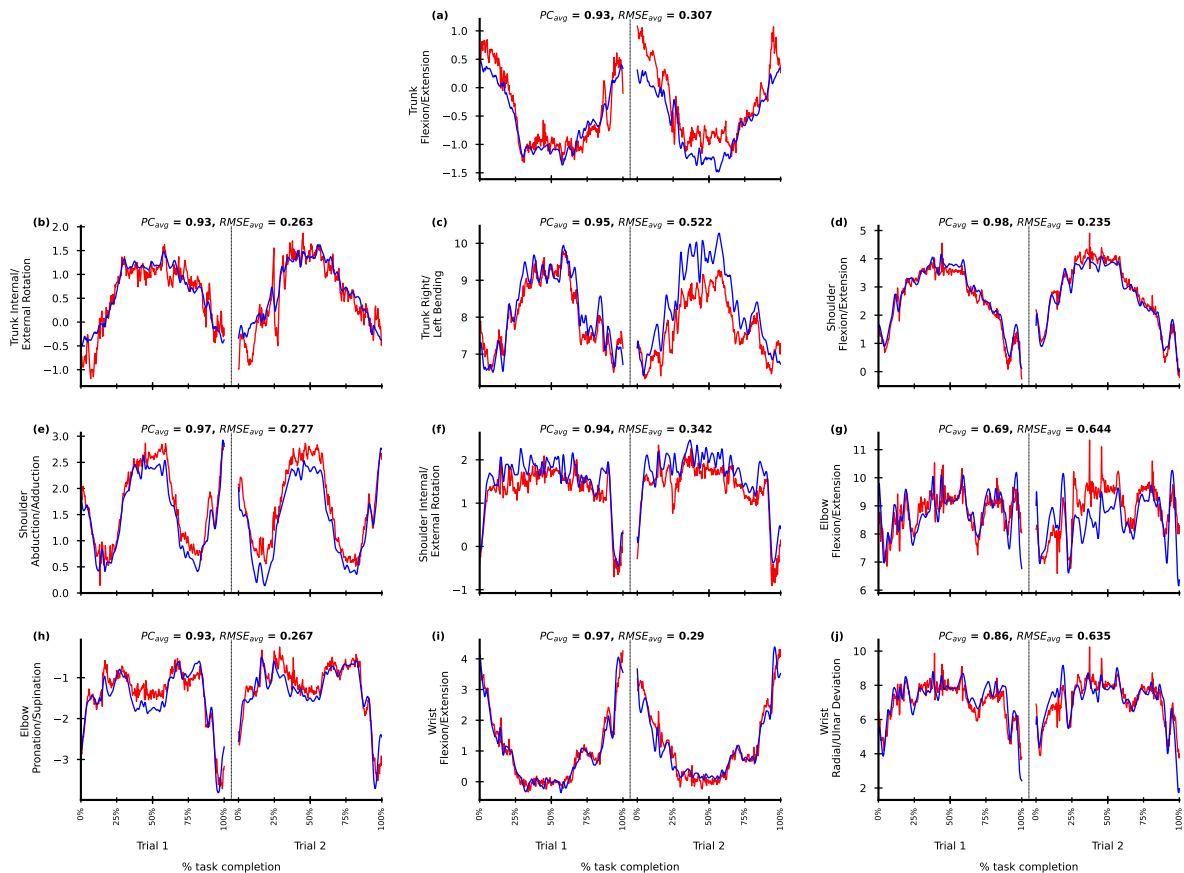 (a) PCavg = 0.93, RMSEavg = 0.307
Trunk
Flexion/Extension
1.0
0.5
0.0
−0.5
−1.0
−1.5
(b) PCavg = 0.93, RMSEavg = 0.263
Trunk Internal/
External Rotation
2.0
1.5
1.0
0.5
0.0
−0.5
−1.0
(c) PCavg = 0.95, RMSEavg = 0.522
Trunk Right/
Left Bending
10
9
8
7
(d) PCavg = 0.98, RMSEavg = 0.235
Shoulder
Flexion/Extension
5
4
3
2
1
0
(e) PCavg = 0.97, RMSEavg = 0.277
Shoulder
Abduction/Adduction
3.0
2.5
2.0
1.5
1.0
0.5
0.0
(f) PCavg = 0.94, RMSEavg = 0.342
Shoulder Internal/
External Rotation
2
1
0
−1
(g) PCavg = 0.69, RMSEavg = 0.644
Elbow
Flexion/Extension
11
10
9
8
7
6
(h) PCavg = 0.93, RMSEavg = 0.267
Elbow
Pronation/Supination
−1
−2
−3
0% 25% 50% 75% 100% 25% 50% 75% 100%
Trial 1 Trial 2
% task completion
(i) PCavg = 0.97, RMSEavg = 0.29
Wrist
Flexion/Extension
4
3
2
1
0
0% 25% 50% 75% 100% 25% 50% 75% 100%
Trial 1 Trial 2
% task completion
(j) PCavg = 0.86, RMSEavg = 0.635
Wrist
Radial/Ulnar Deviation
10
8
6
4
2
0% 25% 50% 75% 100% 25% 50% 75% 100%
Trial 1 Trial 2
% task completion